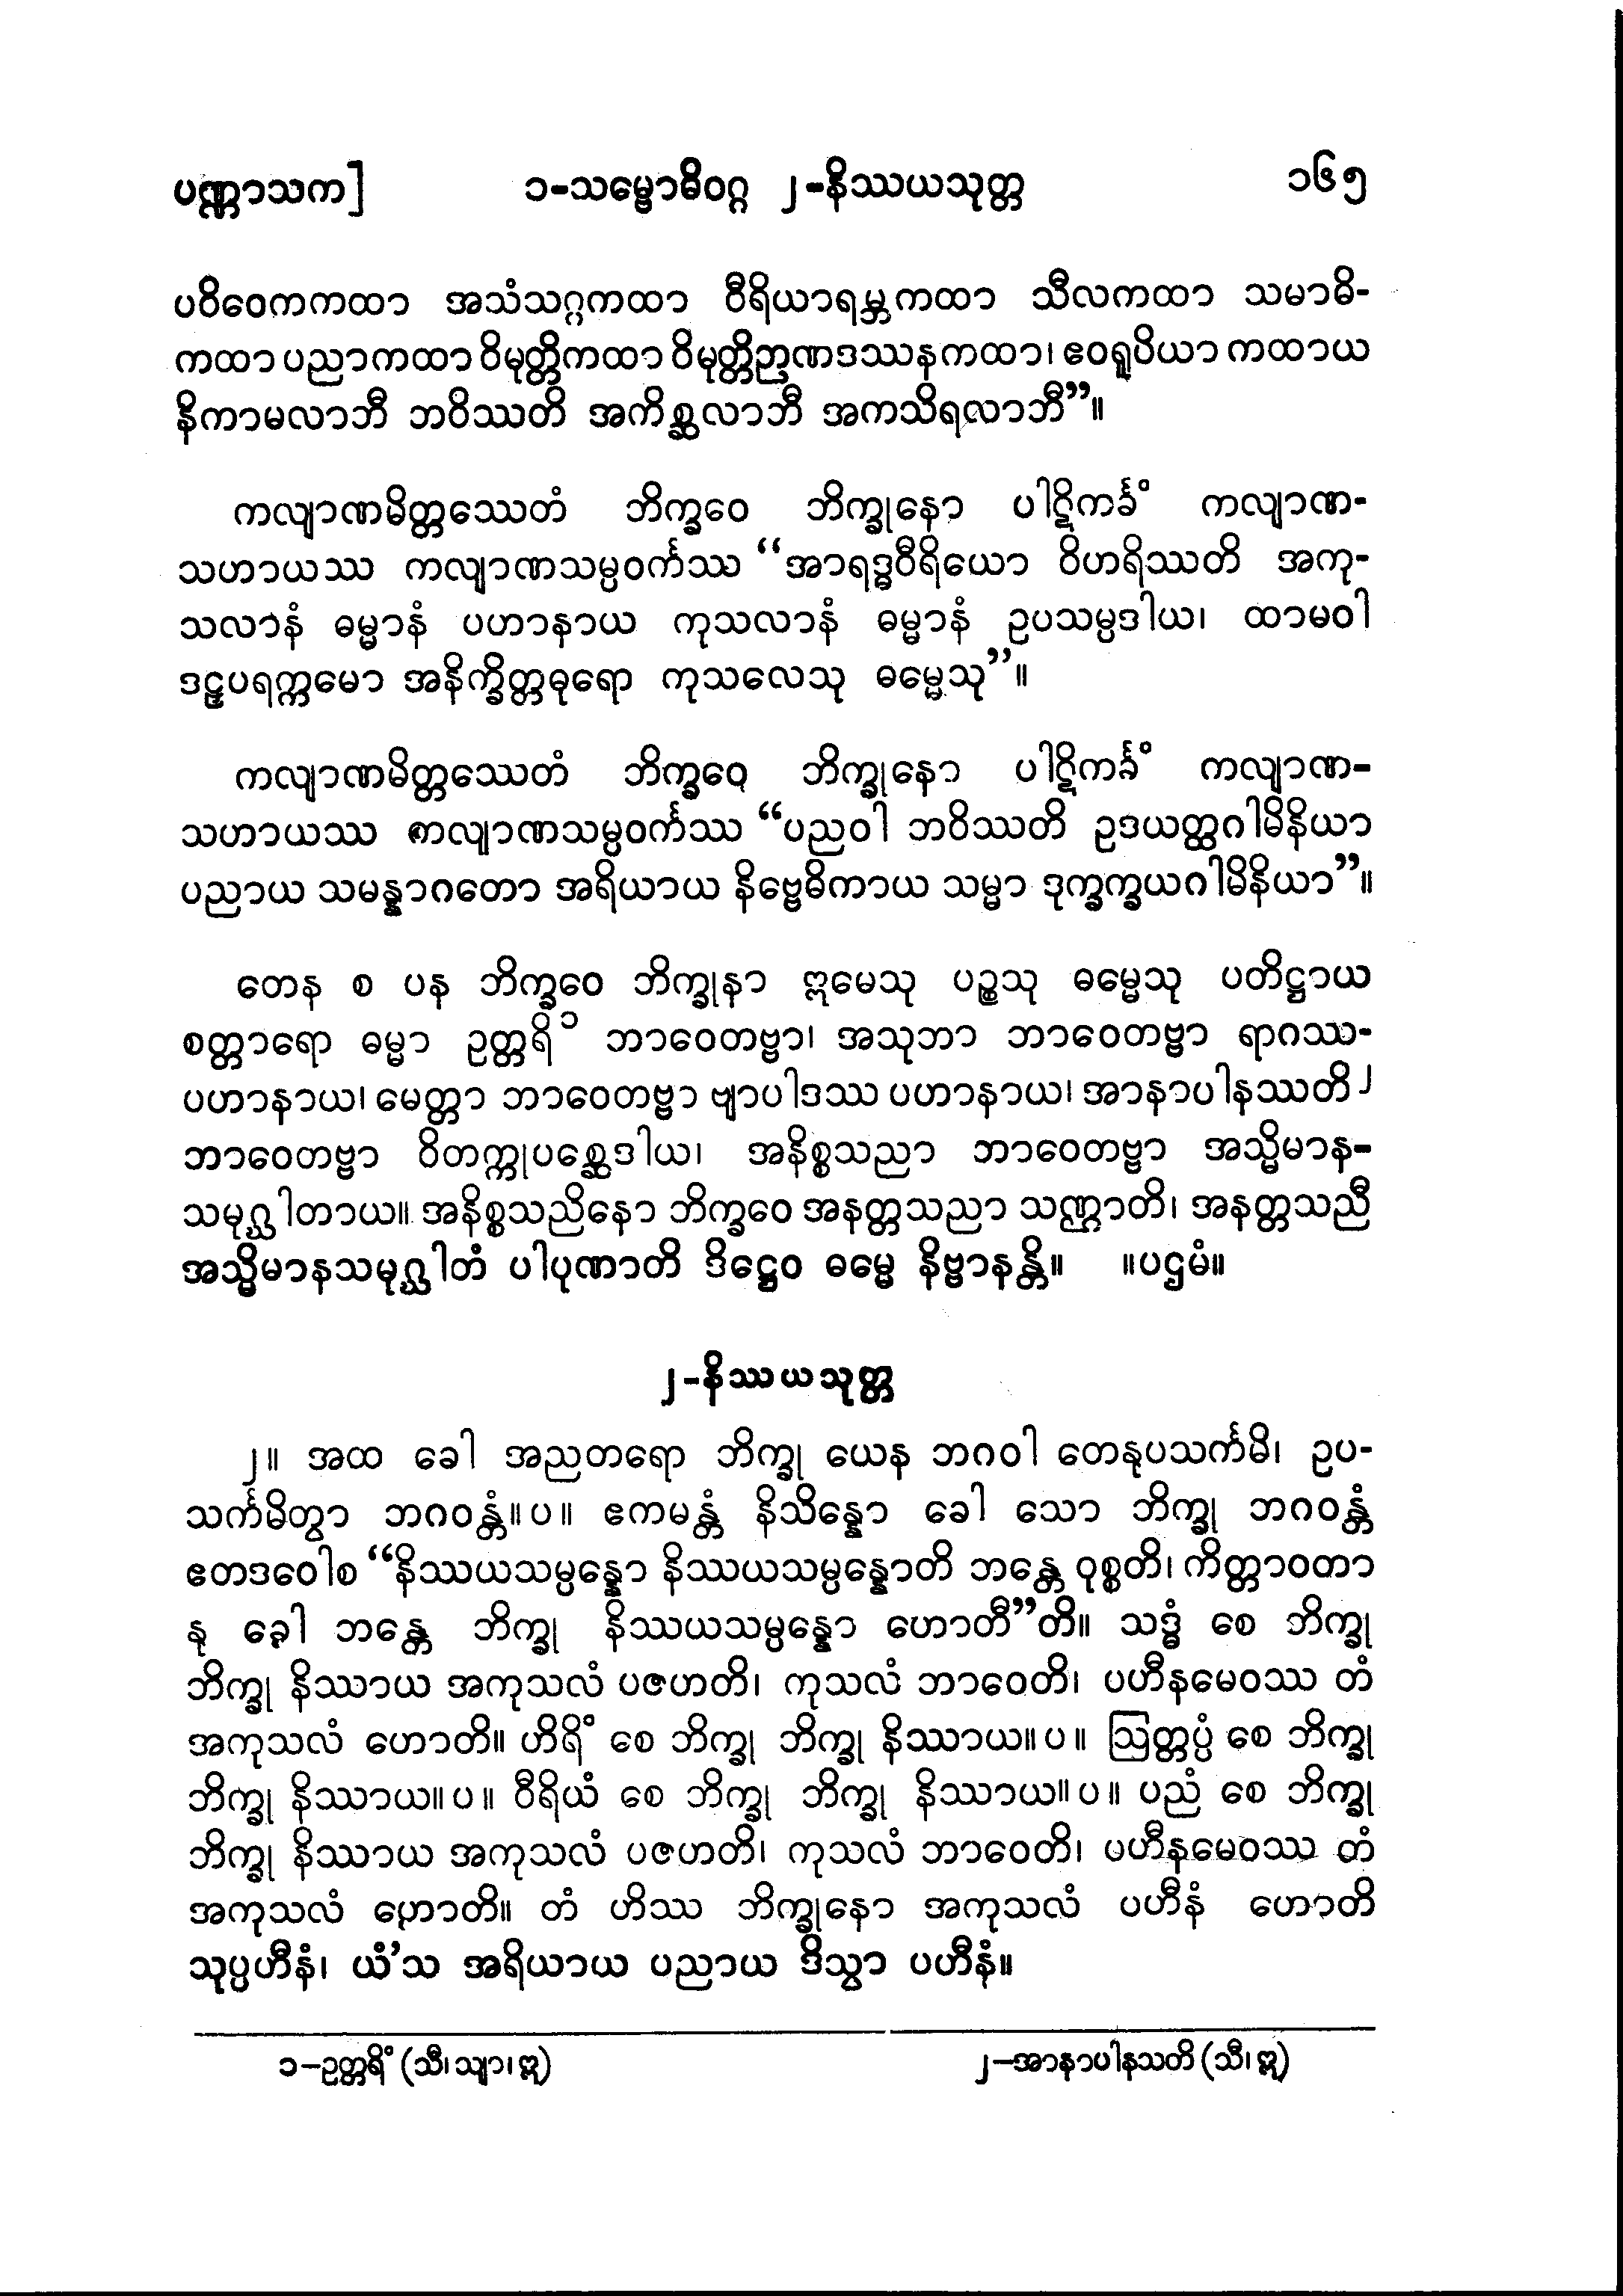 ပဏ္ဏာသက] ၁-သမ္ဗောဓိဝဂ္ဂ ၂-နိဿယသုတ္တ ၁၆၅
ပဝိဝေကကထာ အသံသဂ္ဂကထာ ဝီရိယာရမ္ဘကထာ သီလကထာ သမာဓိ-
ကထာ ပညာကထာ ဝိမုတ္တိကထာ ဝိမုတ္တိဉာဏဒဿနကထာ၊ ဧဝရူပိယာ ကထာယ
နိကာမလာဘီ ဘဝိဿတိ အကိစ္ဆလာဘီ အကသိရလာဘီ”။
ကလျာဏမိတ္တဿေတံ ဘိက္ခဝေ ဘိက္ခုနော ပါဋိကင်္ခံ ကလျာဏ-
သဟာယဿ ကလျာဏသမ္ပဝင်္ကဿ “အာရဒ္ဓဝီရိယော ဝိဟရိဿတိ အကု-
သလာနံ ဓမ္မာနံ ပဟာနာယ ကုသလာနံ ဓမ္မာနံ ဥပသမ္ပဒါယ၊ ထာမဝါ
ဒဠှပရက္ကမော အနိက္ခိတ္တဓုရော ကုသလေသု ဓမ္မေသု”။
ကလျာဏမိတ္တဿေတံ ဘိက္ခဝေ ဘိက္ခုနော ပါဋိကင်္ခံ ကလျာဏ-
သဟာယဿ ကလျာဏသမ္ပဝင်္ကဿ “ပညဝါ ဘဝိဿတိ ဥဒယတ္ထဂါမိနိယာ
ပညာယ သမန္နာဂတော အရိယာယ နိဗ္ဗေဓိကာယ သမ္မာ ဒုက္ခက္ခယဂါမိနိယာ”။
တေန စ ပန ဘိက္ခဝေ ဘိက္ခုနာ ဣမေသု ပဉ္စသု ဓမ္မေသု ပတိဋ္ဌာယ
စတ္တာရော ဓမ္မာ ဥတ္တရိ ၁ ဘာဝေတဗ္ဗာ၊ အသုဘာ ဘာဝေတဗ္ဗာ ရာဂဿ-
ပဟာနာယ၊ မေတ္တာ ဘာဝေတဗ္ဗာ ဗျာပါဒဿ ပဟာနာယ၊ အာနာပါနဿတိ ၂
ဘာဝေတဗ္ဗာ ဝိတက္ကုပစ္ဆေဒါယ၊ အနိစ္စသညာ ဘာဝေတဗ္ဗာ အသ္မိမာန-
သမုဂ္ဃါတာယ။ အနိစ္စသညိနော ဘိက္ခဝေ အနတ္တသညာ သဏ္ဌာတိ၊ အနတ္တသညီ
အသ္မိမာနသမုဂ္ဃါတံ ပါပုဏာတိ ဒိဋ္ဌေဝ ဓမ္မေ နိဗ္ဗာနန္တိ။ ။ပဌမံ။
၂-နိဿယသုတ္တ
၂။ အထ ခေါ အညတရော ဘိက္ခု ယေန ဘဂဝါ တေနုပသင်္ကမိ၊ ဥပ-
သင်္ကမိတွာ ဘဂဝန္တံ။ပ။ ဧကမန္တံ နိသိန္နော ခေါ သော ဘိက္ခု ဘဂဝန္တံ
ဧတဒဝေါစ “နိဿယသမ္ပန္နော နိဿယသမ္ပန္နောတိ ဘန္တေ ဝုစ္စတိ၊ ကိတ္တာဝတာ
နု ခေါ ဘန္တေ ဘိက္ခု နိဿယသမ္ပန္နော ဟောတီ”တိ။ သဒ္ဓံ စေ ဘိက္ခု
ဘိက္ခု နိဿာယ အကုသလံ ပဇဟတိ၊ ကုသလံ ဘာဝေတိ၊ ပဟီနမေဝဿ တံ
အကုသလံ ဟောတိ။ ဟိရိံ စေ ဘိက္ခု ဘိက္ခု နိဿာယ။ပ။ ဩတ္တပ္ပံ စေ ဘိက္ခု
ဘိက္ခု နိဿာယ။ပ။ ဝီရိယံ စေ ဘိက္ခု ဘိက္ခု နိဿာယ။ပ။ ပညံ စေ ဘိက္ခု
ဘိက္ခု နိဿာယ အကုသလံ ပဇဟတိ၊ ကုသလံ ဘာဝေတိ၊ ပဟီနမေဝဿ တံ
အကုသလံ ဟောတိ။ တံ ဟိဿ ဘိက္ခုနော အကုသလံ ပဟီနံ ဟောတိ
သုပ္ပဟီနံ၊ ယံ’သ အရိယာယ ပညာယ ဒိသွာ ပဟီနံ။
၁-ဥတ္တရိံ (သီ၊ သျာ၊ ဣ) ၂-အာနာပါနသတိ (သီ၊ ဣ)